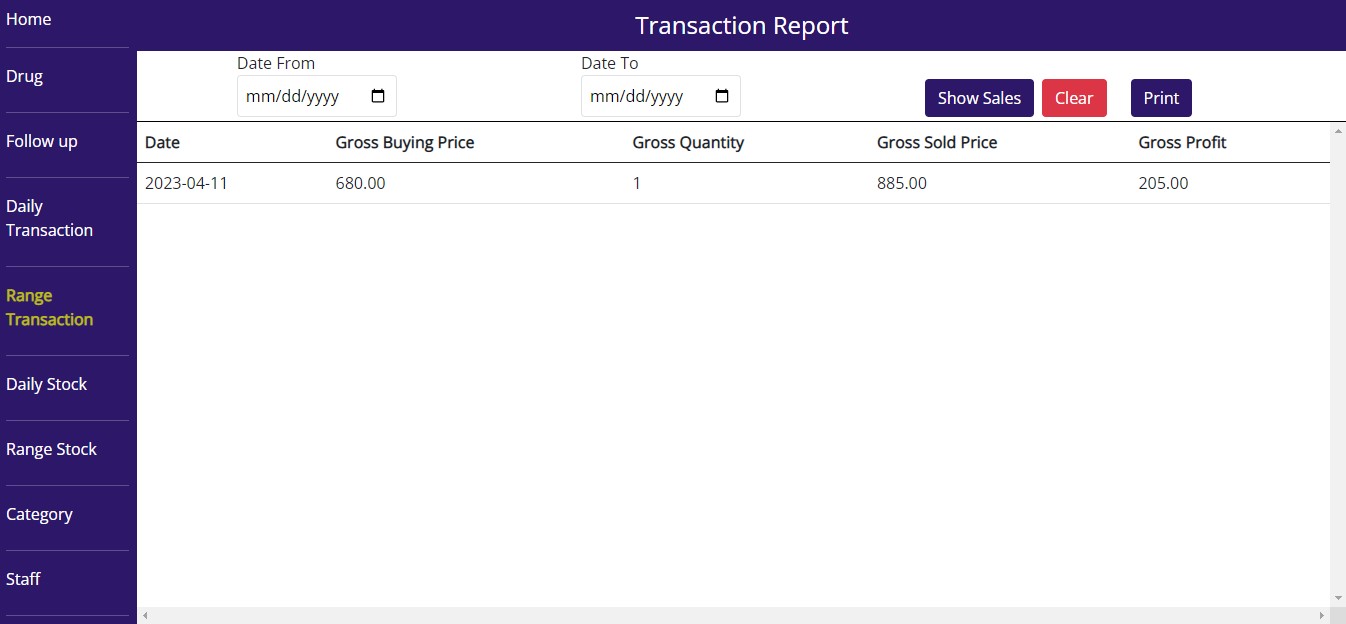 Home
Transaction Report
Drug
Follow up
Daily
Transaction
Range
Transaction
Daily Stock
Range Stock
Category
Staff
Date From
Date To
mm/dd/yyyy
mm/dd/yyyy
Show Sales
Clear
Print
Date Gross Buying Price Gross Quantity Gross Sold Price Gross Profit
2023-04-11 680.00 1 885.00 205.00